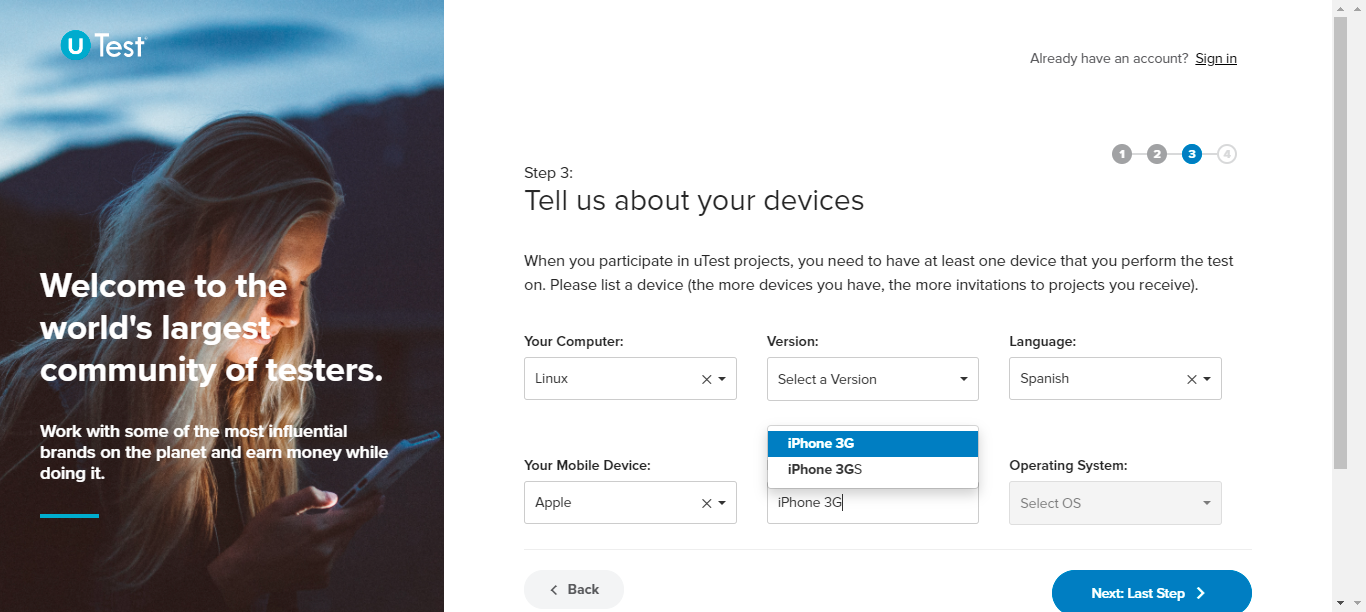 uTest
Welcome to the
world's largest
community of testers.
Work with some of the most influential
brands on the planet and earn money while
doing it.
Already have an account? Sign in
1 2 3 4
Step 3:
Tell us about your devices
When you participate in uTest projects, you need to have at least one device that you perform the test
on. Please list a device (the more devices you have, the more invitations to projects you receive).
Your Computer: Version: Language:
Linux Select a Version Spanish
iPhone 3G
iPhone 3GS
Your Mobile Device: Operating System:
Apple iPhone 3G Select OS
Back Next: Last Step